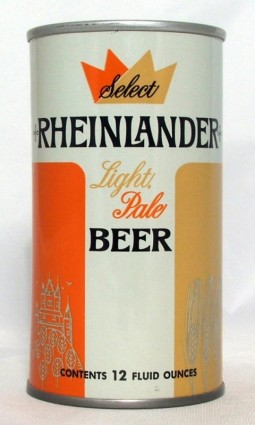 Select
RHEINLANDER
Light,
Pale
BEER
CONTENTS 12 FLUID OUNCES